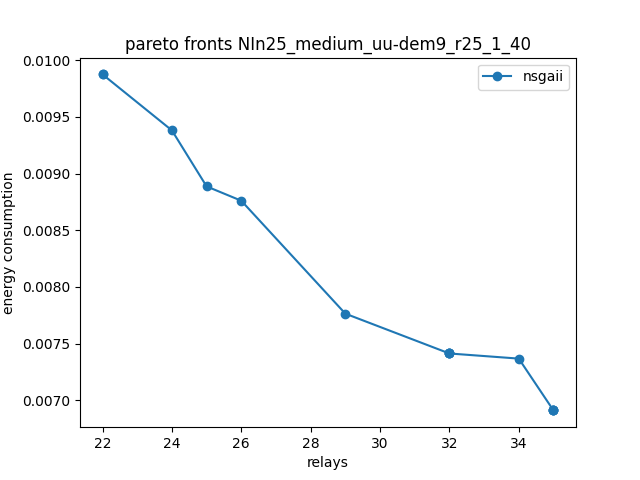 pareto fronts NIn25_medium_uu-dem9_r25_1_40
nsgaii
energy consumption
0.0100
0.0095
0.0090
0.0085
0.0080
0.0075
0.0070
22 24 26 28 30 32 34
relays